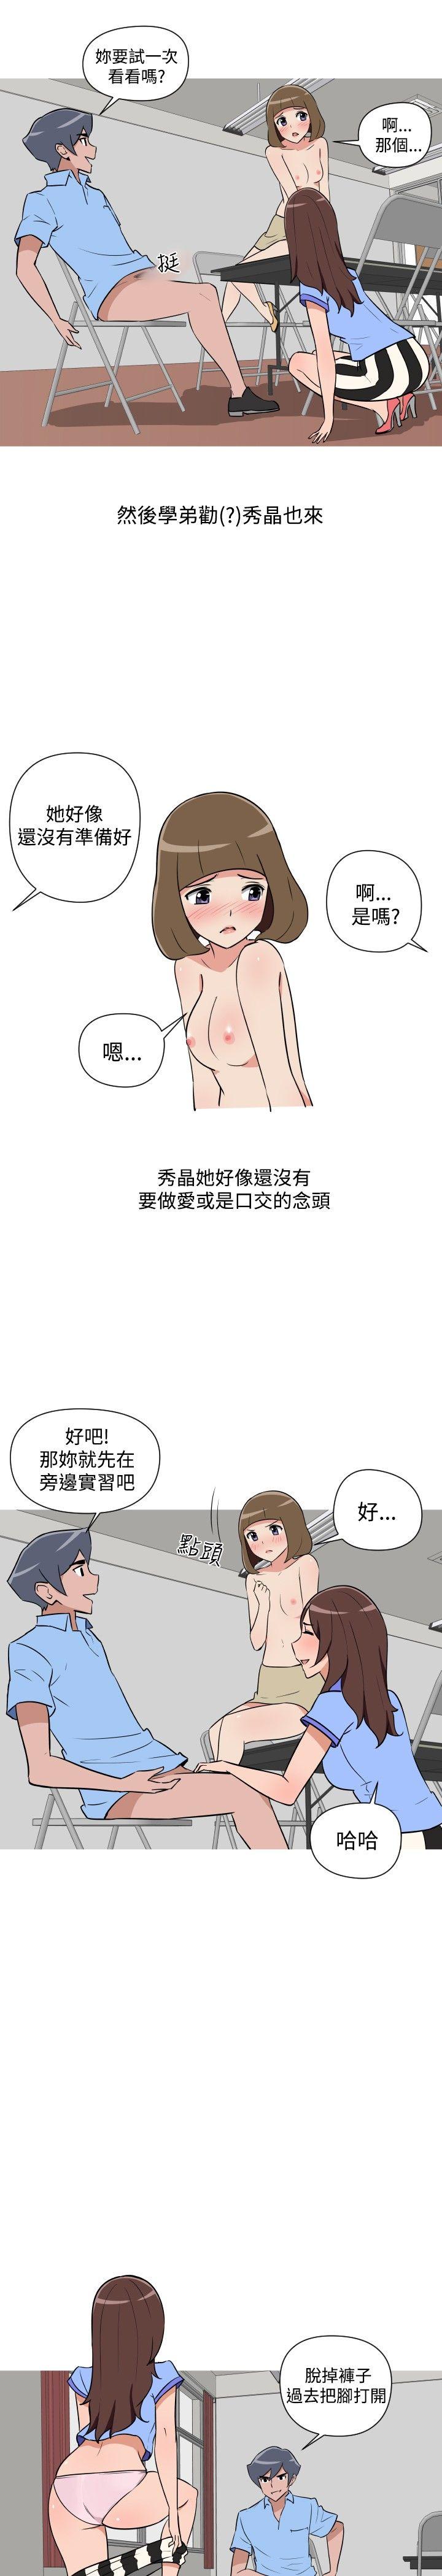 妳要試一次
看看嗎?
啊...
那個...
挺
然後學弟勸(?)秀晶也來
她好像
還沒有準備好
啊...
是嗎?
嗯...
秀晶她好像還沒有
要做愛或是口交的念頭
好吧!
那妳就先在
旁邊實習吧
好...
點頭
哈哈
脫掉褲子
過去把腳打開